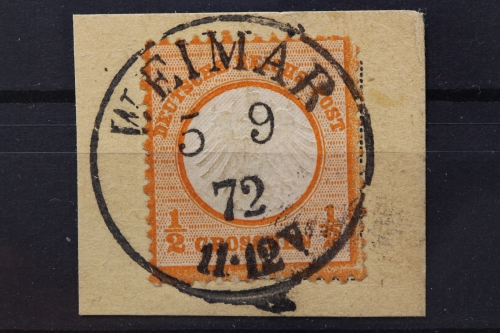 WEIMAR
5 9
72
11-12 V
DEUTSCHE REICHS-POST
1/2 GROSCHEN 1/2